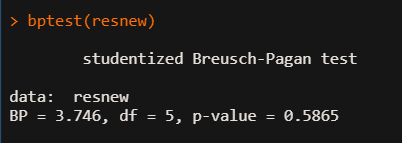 > bptest(resnew)
studentized Breusch-Pagan test
data:  resnew
BP = 3.746, df = 5, p-value = 0.5865